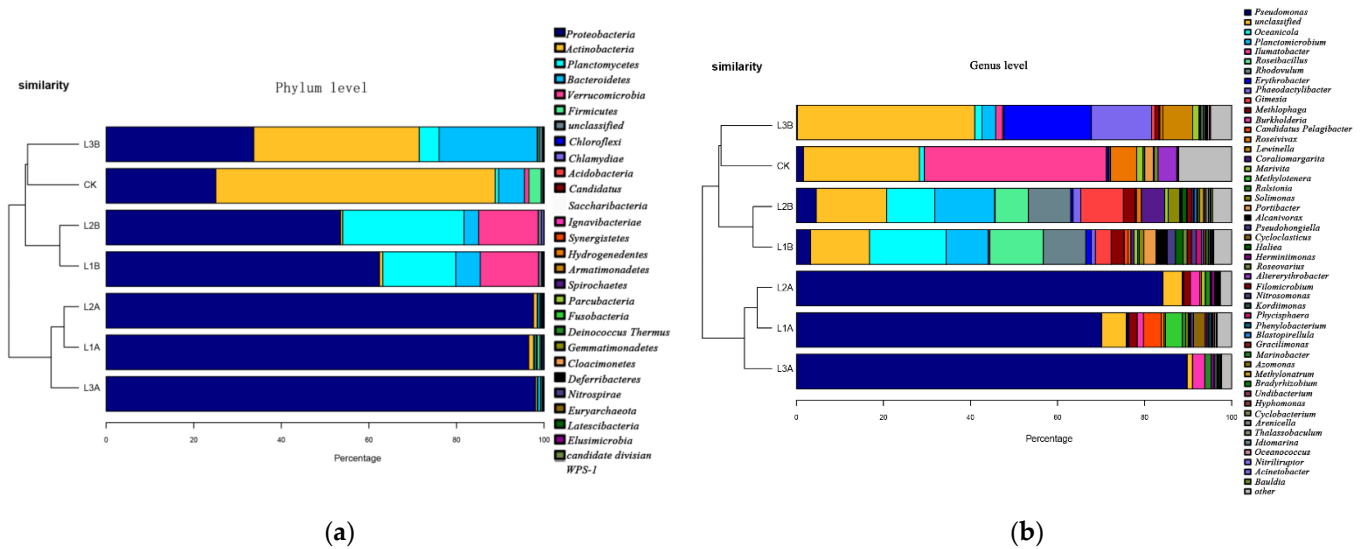 similarity
Phylum level
L3B
CK
L2B
L1B
L2A
L1A
L3A
0
20
40
60
80
100
Percentage
Proteobacteria
Actinobacteria
Planctomycetes
Bacteroidetes
Verrucomicrobia
Firmicutes
unclassified
Chloroflexi
Chlamydiae
Acidobacteria
Candidatus
Saccharibacteria
Ignavibacteriae
Synergistetes
Hydrogenedentes
Armatimonadetes
Spirochaetes
Parcubacteria
Fusobacteria
Deinococcus Thermus
Gemmatimonadetes
Cloacimonetes
Deferribacteres
Nitrospirae
Euryarchaeota
Latescibacteria
Elusimicrobia
candidate divisian
WPS-1
(a)
similarity
Genus level
L3B
CK
L2B
L1B
L2A
L1A
L3A
0
20
40
60
80
100
Percentage
Pseudomonas
unclassified
Oceanicola
Planctomicrobium
Ilumatobacter
Roseibacillus
Rhodovulum
Erythrobacter
Phaeodactylibacter
Gimesia
Methlophaga
Burkholderia
Candidatus Pelagibacter
Roseivivax
Lewinella
Coraliomargarita
Marivita
Methylotenera
Ralstonia
Solimonas
Portibacter
Alcanivorax
Pseudohongiella
Cycloclasticus
Haliea
Herminiimonas
Roseovarius
Altererythrobacter
Filomicrobium
Nitrosomonas
Kordiimonas
Phycisphaera
Phenylobacterium
Blastopirellula
Gracilimonas
Marinobacter
Azomonas
Methylonatrum
Bradyrhizobium
Undibacterium
Hyphomonas
Cyclobacterium
Arenicella
Thalassobaculum
Idiomarina
Oceanococcus
Nitriliruptor
Acinetobacter
Bauldia
other
(b)